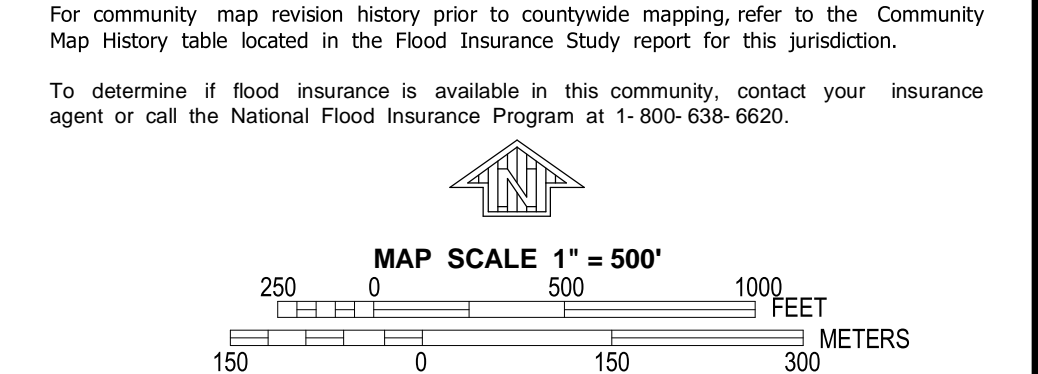 For community map revision history prior to countywide mapping, refer to the Community
Map History table located in the Flood Insurance Study report for this jurisdiction.
To determine if flood insurance is available in this community, contact your insurance
agent or call the National Flood Insurance Program at 1- 800- 638- 6620.
N
MAP SCALE 1" = 500'
250 0 500 1000
FEET
METERS
150 0 150 300